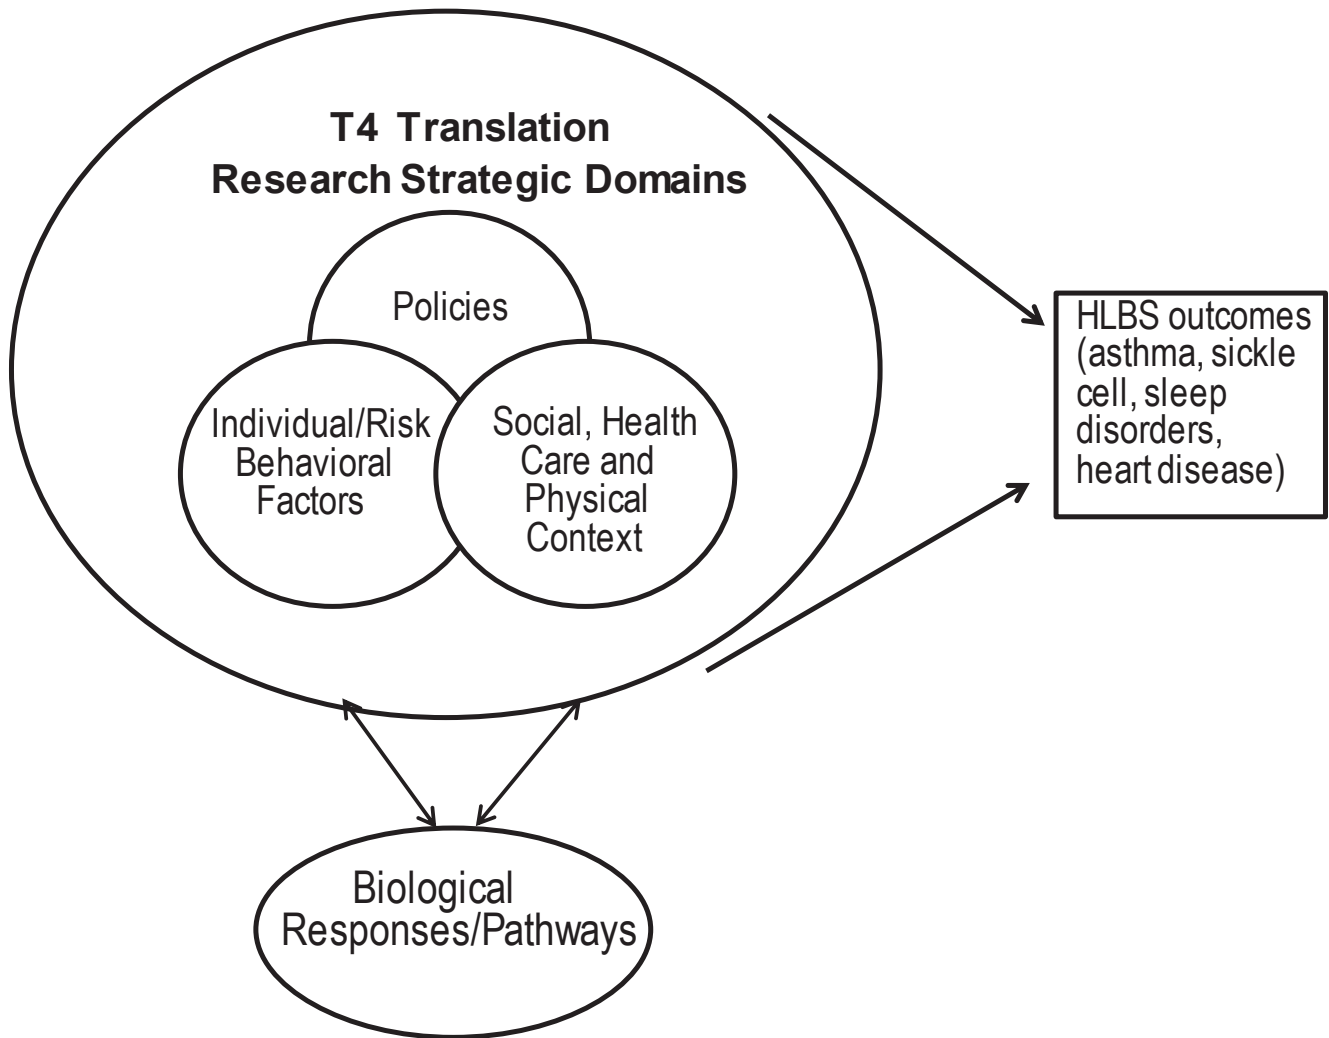 T4 Translation
Research Strategic Domains
Policies
Individual/Risk
Behavioral
Factors
Social, Health
Care and
Physical
Context
HLBS outcomes
(asthma, sickle
cell, sleep
disorders,
heart disease)
Biological
Responses/Pathways